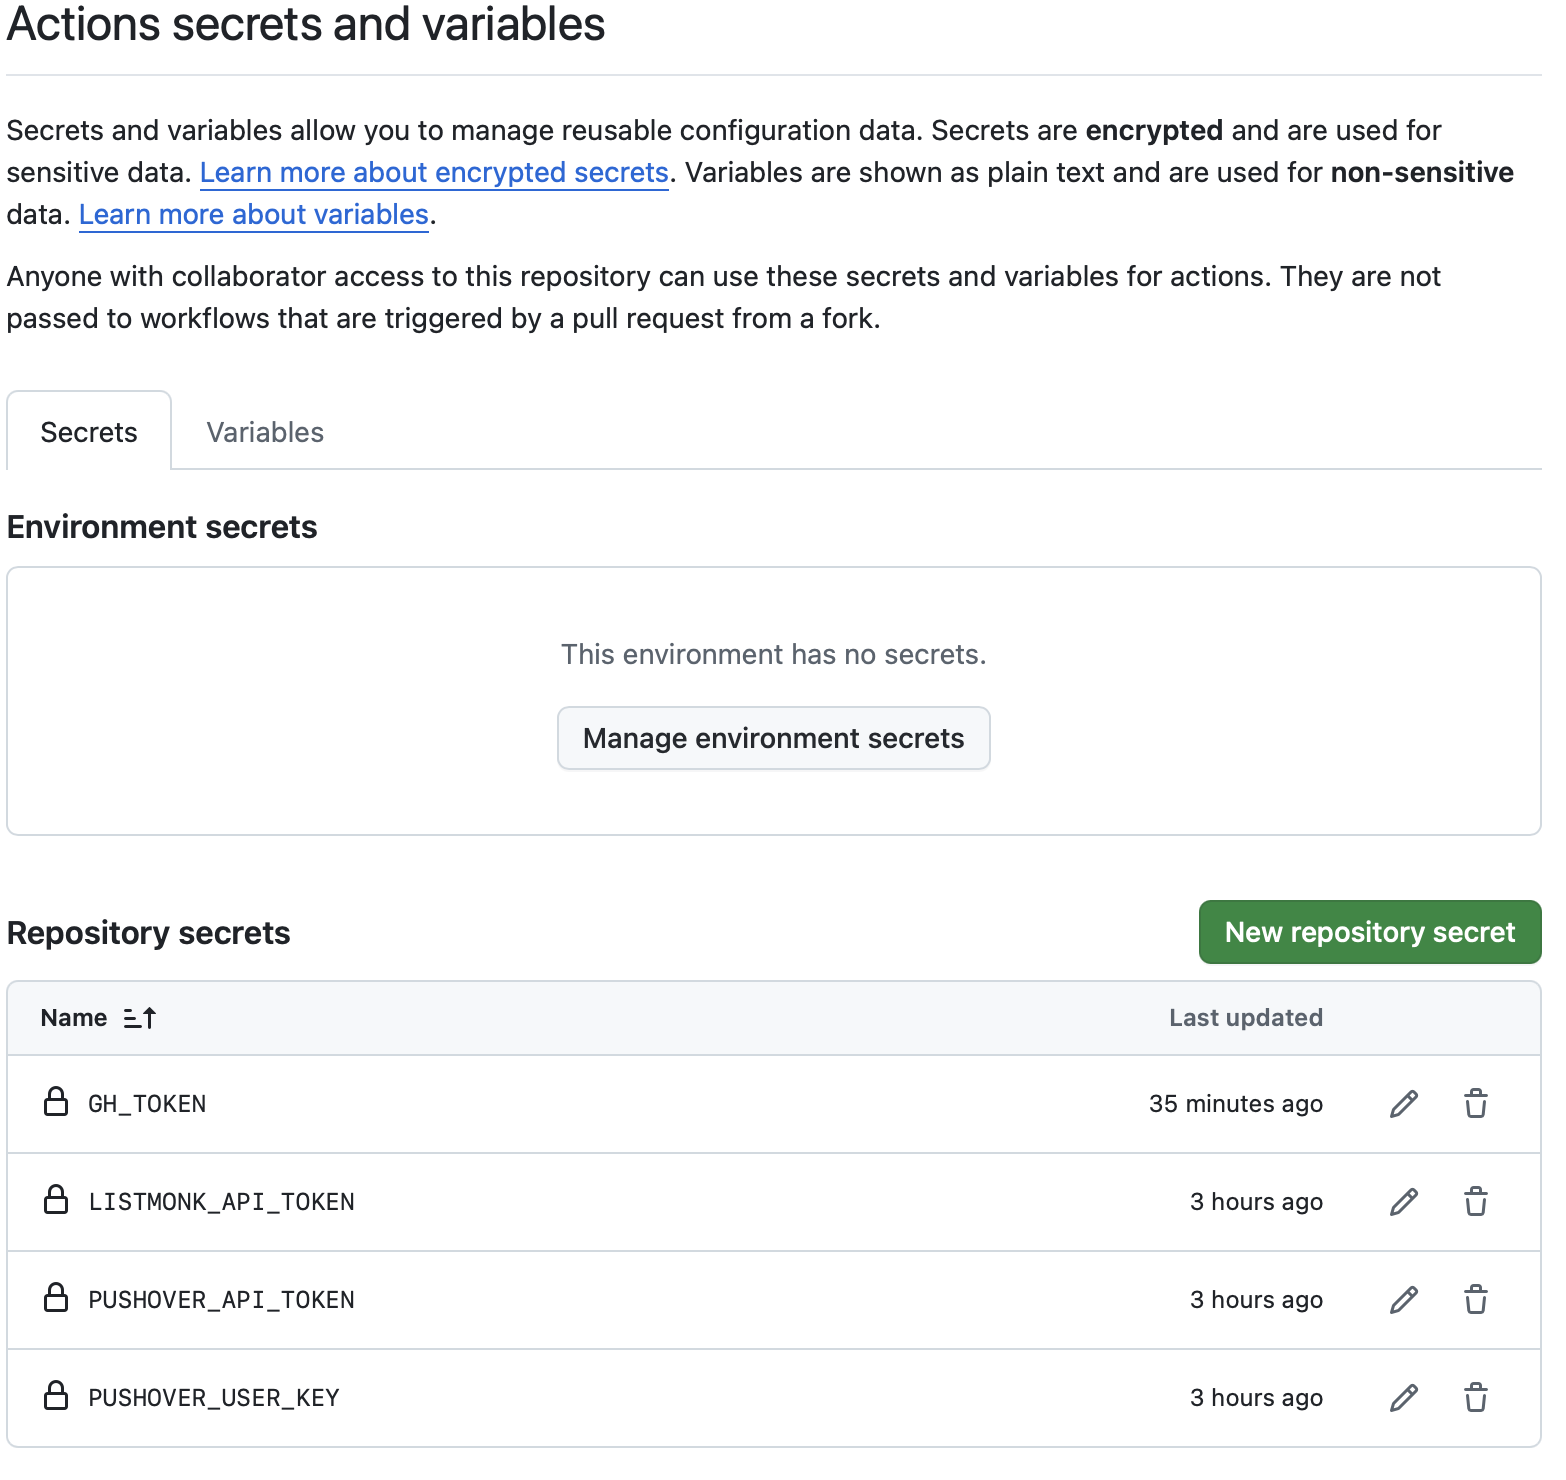 Actions secrets and variables
Secrets and variables allow you to manage reusable configuration data. Secrets are encrypted and are used for
sensitive data. Learn more about encrypted secrets. Variables are shown as plain text and are used for non-sensitive
data. Learn more about variables.
Anyone with collaborator access to this repository can use these secrets and variables for actions. They are not
passed to workflows that are triggered by a pull request from a fork.
Secrets Variables
Environment secrets
This environment has no secrets.
Manage environment secrets
Repository secrets New repository secret
Name Last updated
GH_TOKEN 35 minutes ago
LISTMONK_API_TOKEN 3 hours ago
PUSHOVER_API_TOKEN 3 hours ago
PUSHOVER_USER_KEY 3 hours ago